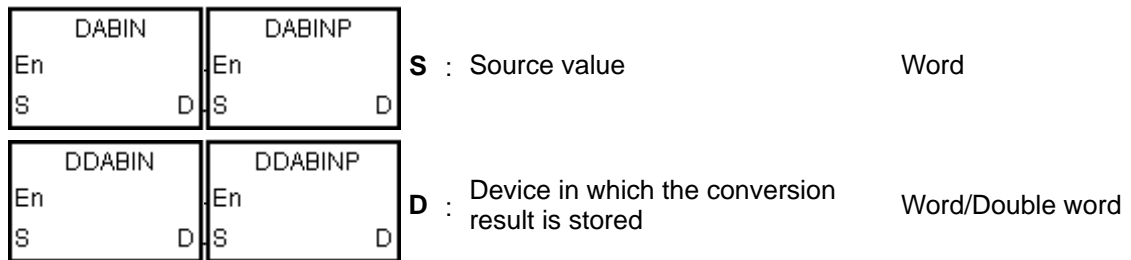 DABIN DABINP
En En
S D S D
S : Source value Word
DDABIN DDABINP
En En
S D S D
D : Device in which the conversion result is stored Word/Double word